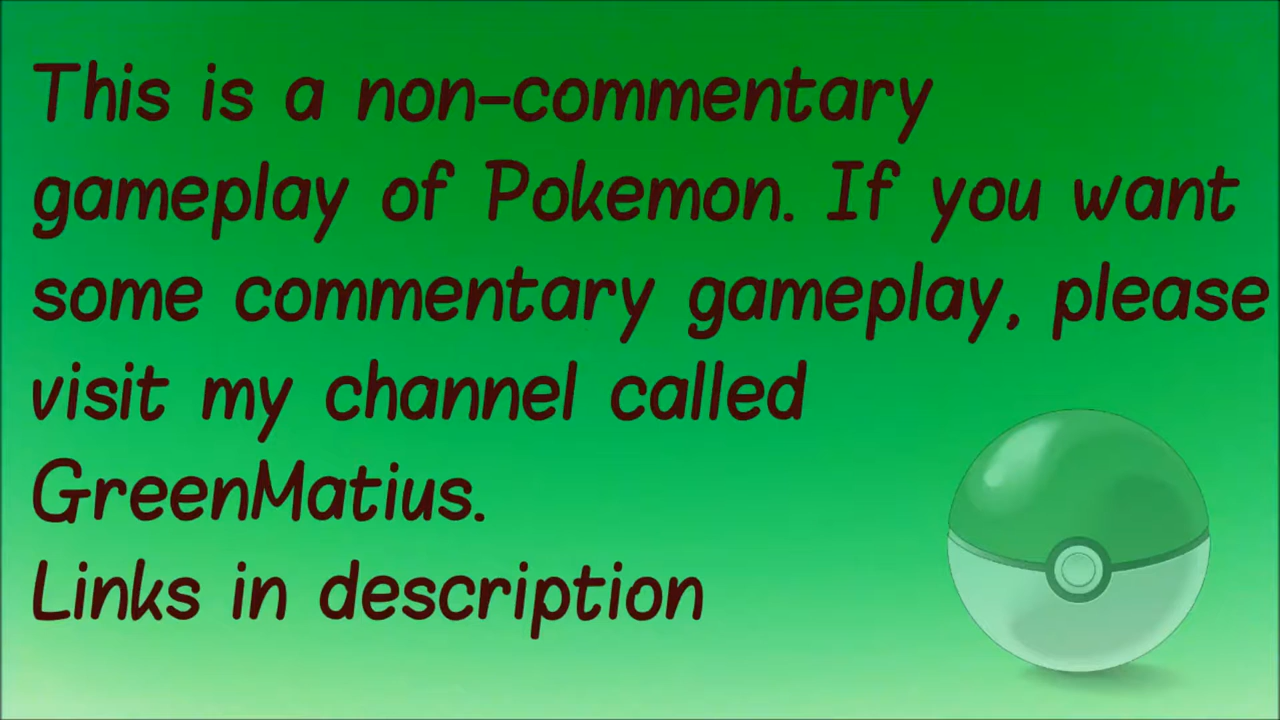 This is a non-commentary
gameplay of Pokemon. If you want
some commentary gameplay, please
visit my channel called
GreenMatius.
Links in description